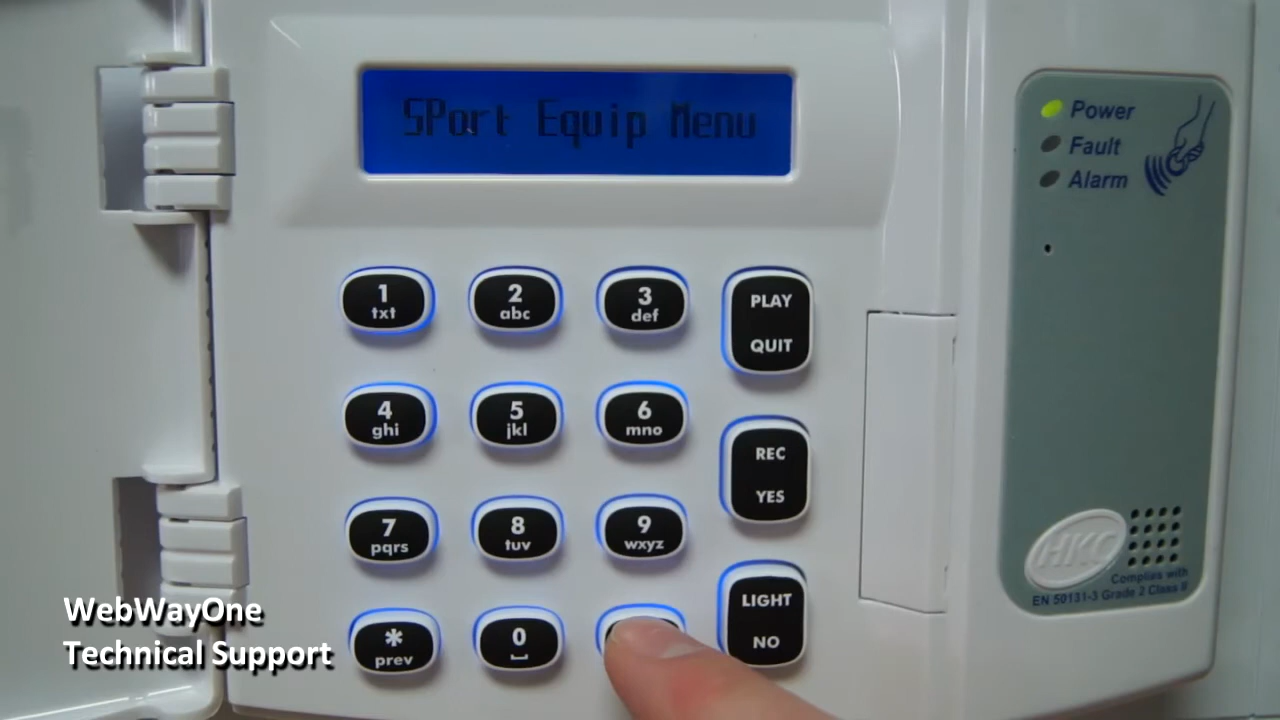 SPort Equip Menu
Power
Fault
Alarm
1
txt
2
abc
3
def
PLAY
QUIT
4
ghi
5
jkl
6
mno
REC
YES
7
pqrs
8
tuv
9
wxyz
LIGHT
NO
*
prev
0
HKC
Complies with
EN 50131-3 Grade 2 Class II
WebWayOne
Technical Support